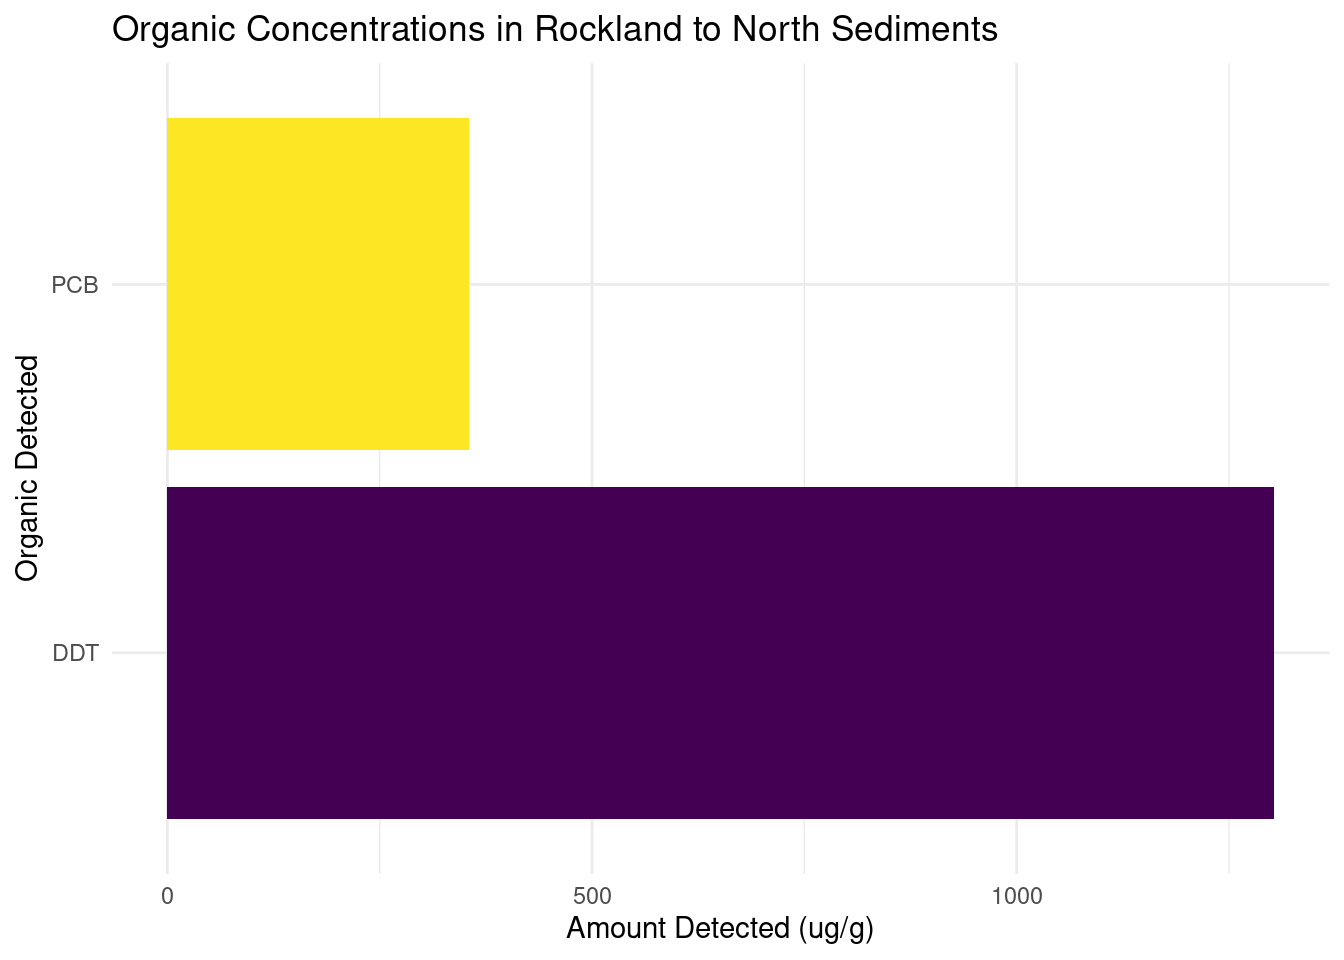 Organic Concentrations in Rockland to North Sediments
PCB
Organic Detected
DDT
0
500
1000
Amount Detected (ug/g)